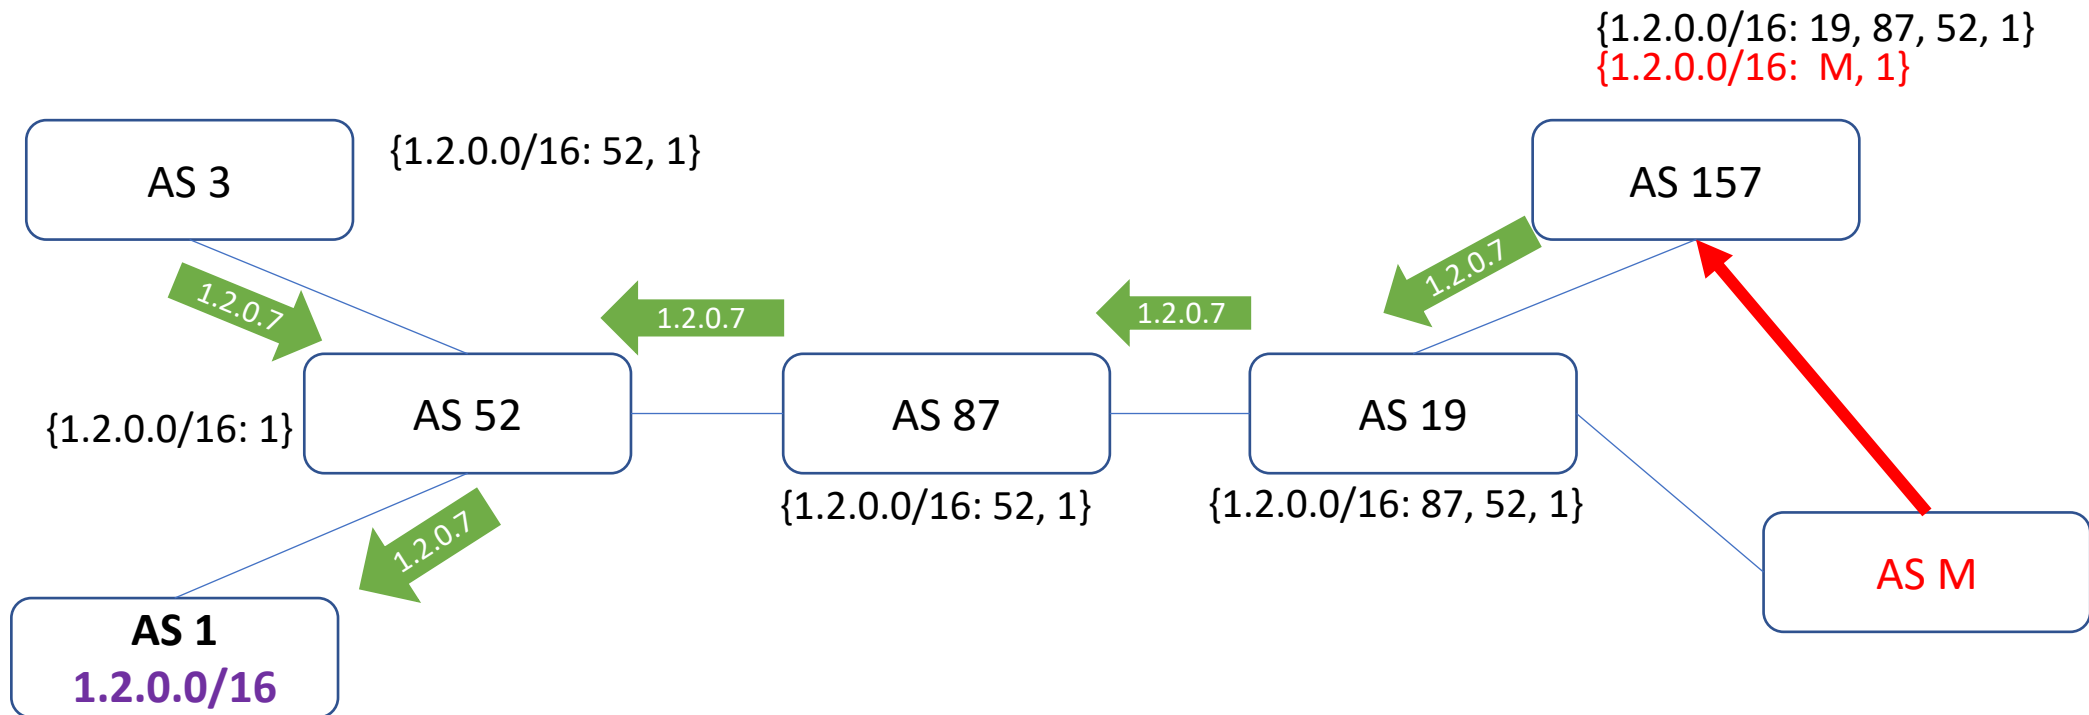 {1.2.0.0/16: 19, 87, 52, 1}
{1.2.0.0/16:  M, 1}
{1.2.0.0/16: 52, 1}
AS 3
AS 157
1.2.0.7
1.2.0.7
1.2.0.7
1.2.0.7
AS 52
AS 87
AS 19
{1.2.0.0/16: 1}
{1.2.0.0/16: 52, 1}
{1.2.0.0/16: 87, 52, 1}
1.2.0.7
AS M
AS 1
1.2.0.0/16